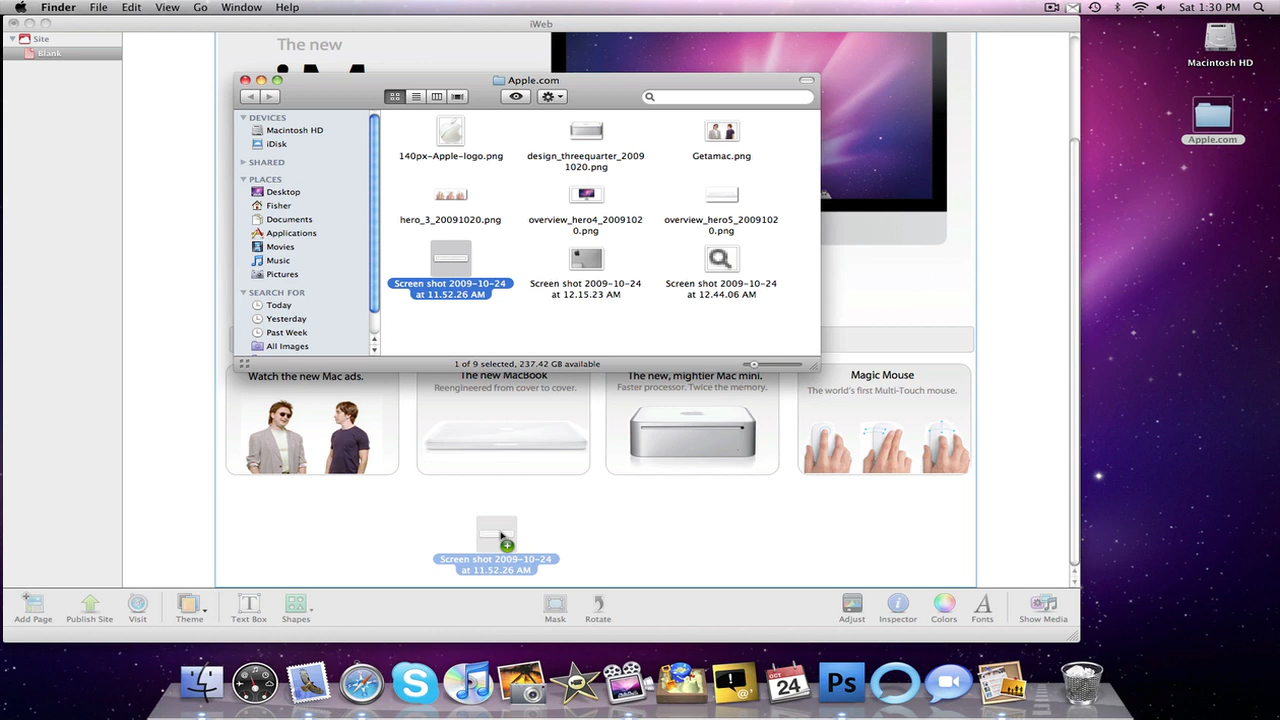 Finder File Edit View Go Window Help
Sat 1:30 PM
iWeb
Site
Blank
The new
Apple.com
DEVICES
Macintosh HD
iDisk
SHARED
PLACES
Desktop
Fisher
Documents
Applications
Movies
Music
Pictures
SEARCH FOR
Today
Yesterday
Past Week
All Images
140px-Apple-logo.png
design_threequarter_2009
1020.png
Getamac.png
hero_3_20091020.png
overview_hero4_2009102
0.png
overview_hero5_2009102
0.png
Screen shot 2009-10-24
at 11.52.26 AM
Screen shot 2009-10-24
at 12.15.23 AM
Screen shot 2009-10-24
at 12.44.06 AM
1 of 9 selected, 237.42 GB available
Macintosh HD
Apple.com
Watch the new Mac ads.
The new MacBook
Reengineered from cover to cover.
The new, mightier Mac mini.
Faster processor. Twice the memory.
Magic Mouse
The world's first Multi-Touch mouse.
Screen shot 2009-10-24
at 11.52.26 AM
Add Page Publish Site Visit Theme Text Box Shapes Mask Rotate Adjust Inspector Colors Fonts Show Media
OCT
24
Ps